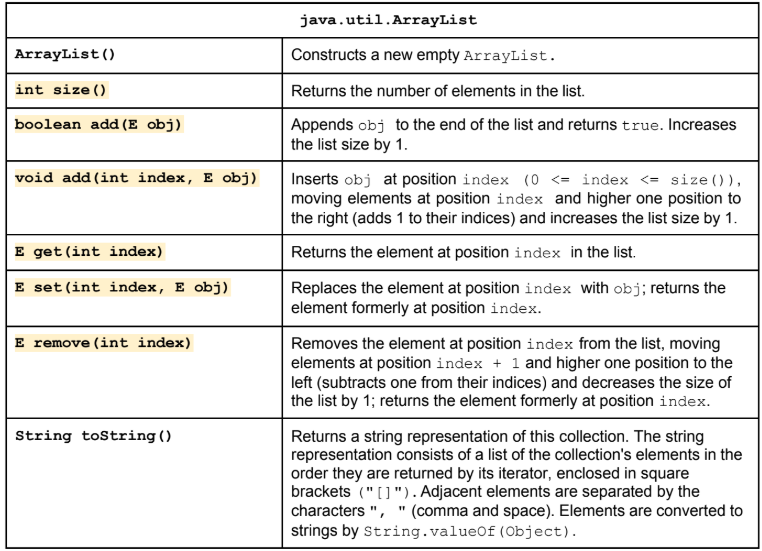 java.util.ArrayList
ArrayList()
Constructs a new empty ArrayList.
int size()
Returns the number of elements in the list.
boolean add(E obj)
Appends obj to the end of the list and returns true. Increases
the list size by 1.
void add(int index, E obj)
Inserts obj at position index (0 <= index <= size()),
moving elements at position index and higher one position to
the right (adds 1 to their indices) and increases the list size by 1.
E get(int index)
Returns the element at position index in the list.
E set(int index, E obj)
Replaces the element at position index with obj; returns the
element formerly at position index.
E remove(int index)
Removes the element at position index from the list, moving
elements at position index + 1 and higher one position to the
left (subtracts one from their indices) and decreases the size of
the list by 1; returns the element formerly at position index.
String toString()
Returns a string representation of this collection. The string
representation consists of a list of the collection's elements in the
order they are returned by its iterator, enclosed in square
brackets ("[]"). Adjacent elements are separated by the
characters ", " (comma and space). Elements are converted to
strings by String.valueOf(Object).